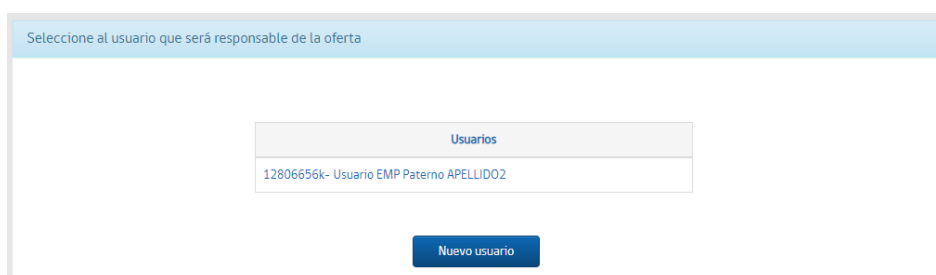 Seleccione al usuario que será responsable de la oferta
Usuarios
12806656k- Usuario EMP Paterno APELLIDO2
Nuevo usuario